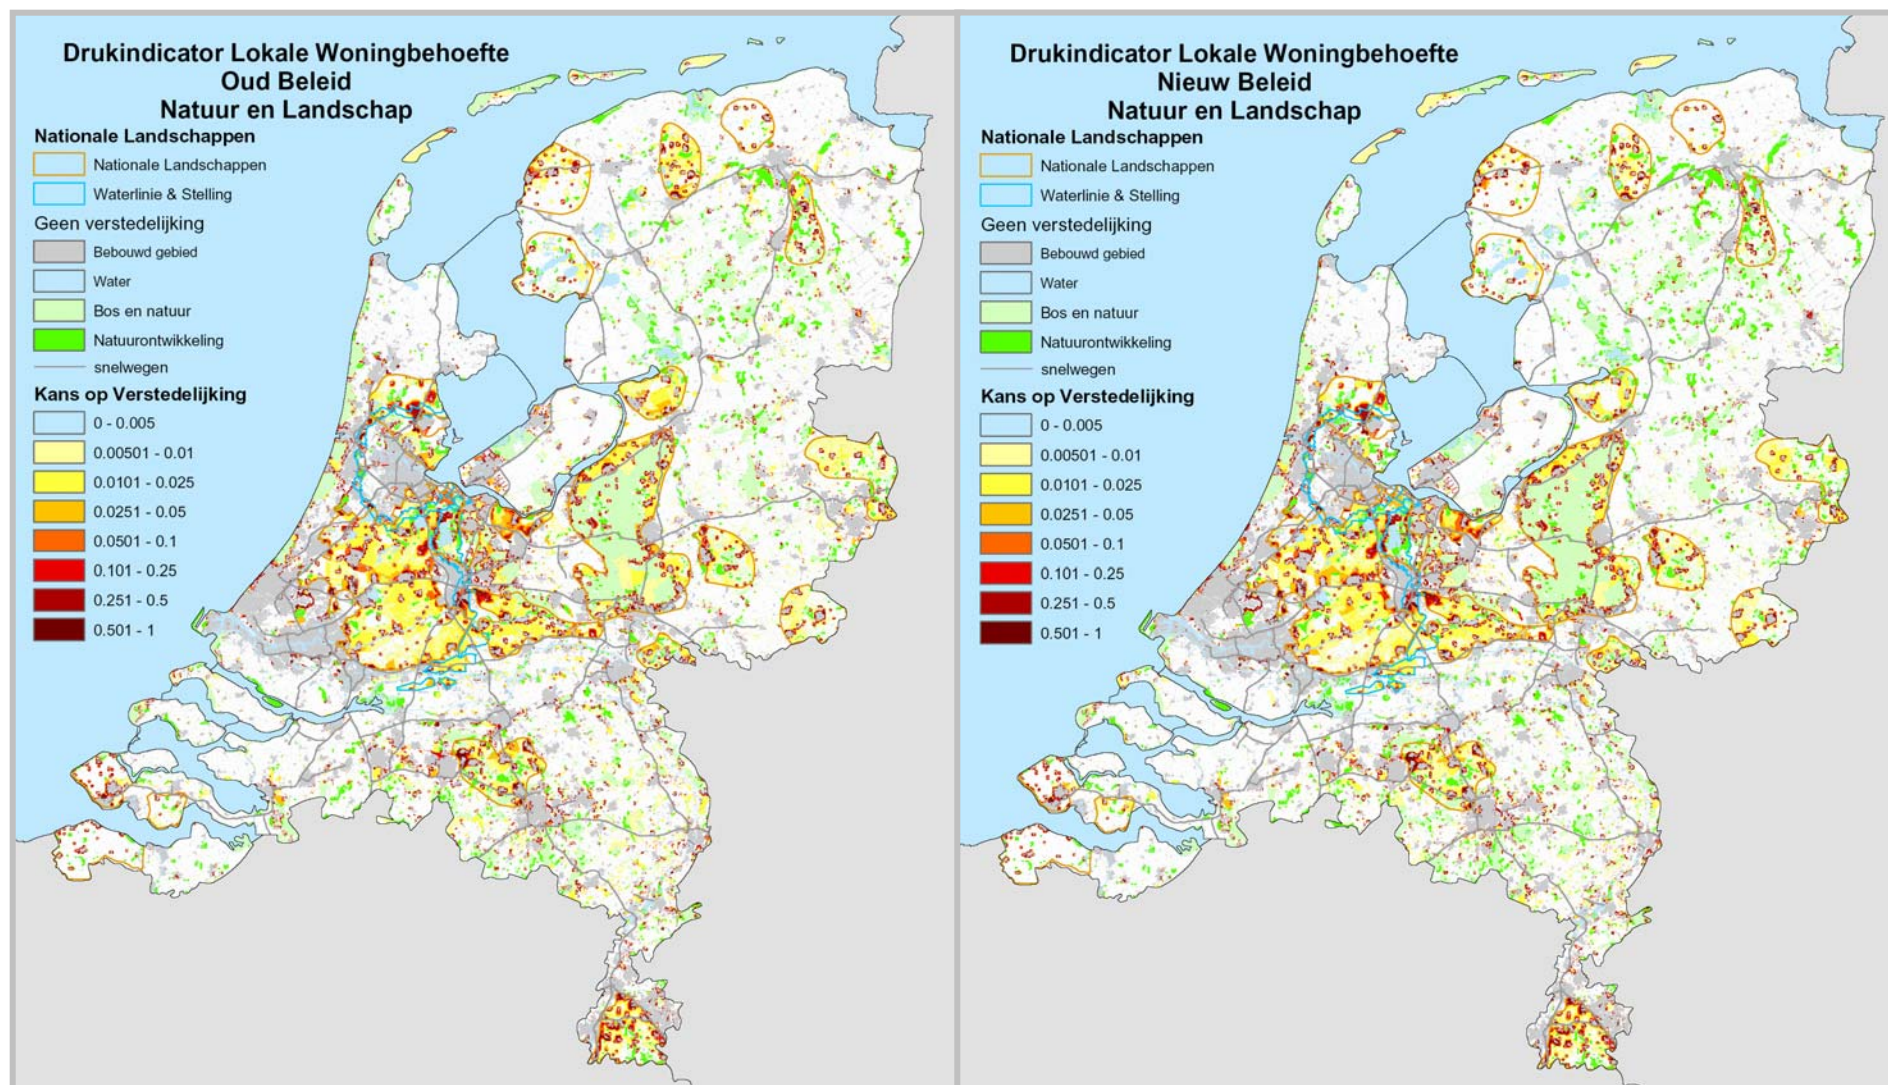 Drukindicator Lokale Woningbehoefte
Oud Beleid
Natuur en Landschap
Nationale Landschappen
Nationale Landschappen
Waterlinie & Stelling
Geen verstedelijking
Bebouwd gebied
Water
Bos en natuur
Natuurontwikkeling
snelwegen
Kans op Verstedelijking
0 - 0.005
0.00501 - 0.01
0.0101 - 0.025
0.0251 - 0.05
0.0501 - 0.1
0.101 - 0.25
0.251 - 0.5
0.501 - 1
Drukindicator Lokale Woningbehoefte
Nieuw Beleid
Natuur en Landschap
Nationale Landschappen
Nationale Landschappen
Waterlinie & Stelling
Geen verstedelijking
Bebouwd gebied
Water
Bos en natuur
Natuurontwikkeling
snelwegen
Kans op Verstedelijking
0 - 0.005
0.00501 - 0.01
0.0101 - 0.025
0.0251 - 0.05
0.0501 - 0.1
0.101 - 0.25
0.251 - 0.5
0.501 - 1